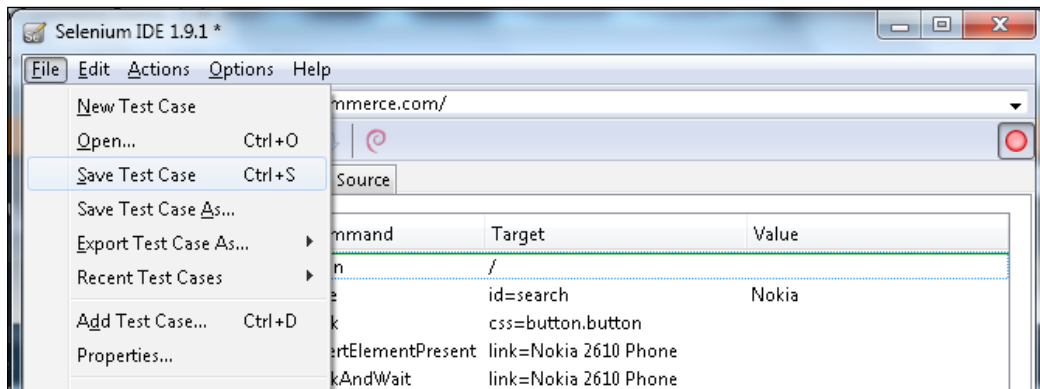 Selenium IDE 1.9.1 *
File Edit Actions Options Help
New Test Case
mmerce.com/
Open... Ctrl+O
Save Test Case Ctrl+S
Source
Save Test Case As...
Export Test Case As...
mmand Target Value
Recent Test Cases
n /
e id=search Nokia
Add Test Case... Ctrl+D
k css=button.button
Properties...
ertElementPresent link=Nokia 2610 Phone
kAndWait link=Nokia 2610 Phone